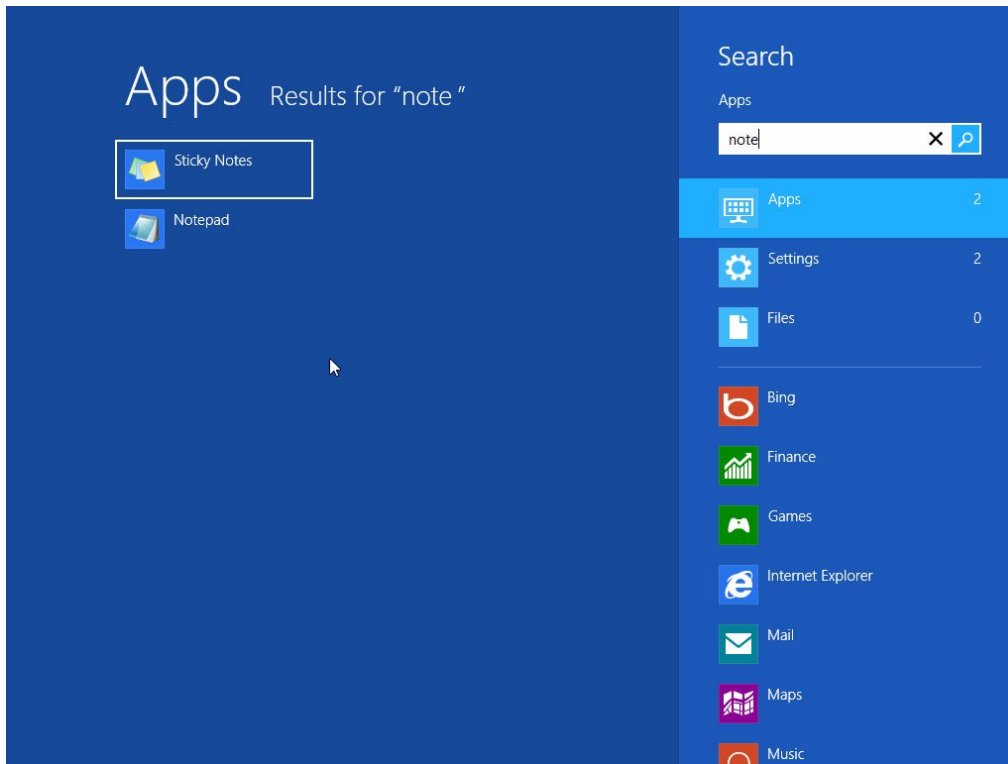 Apps Results for “note ”
Sticky Notes
Notepad
Search
Apps
note
Apps 2
Settings 2
Files 0
Bing
Finance
Games
Internet Explorer
Mail
Maps
Music